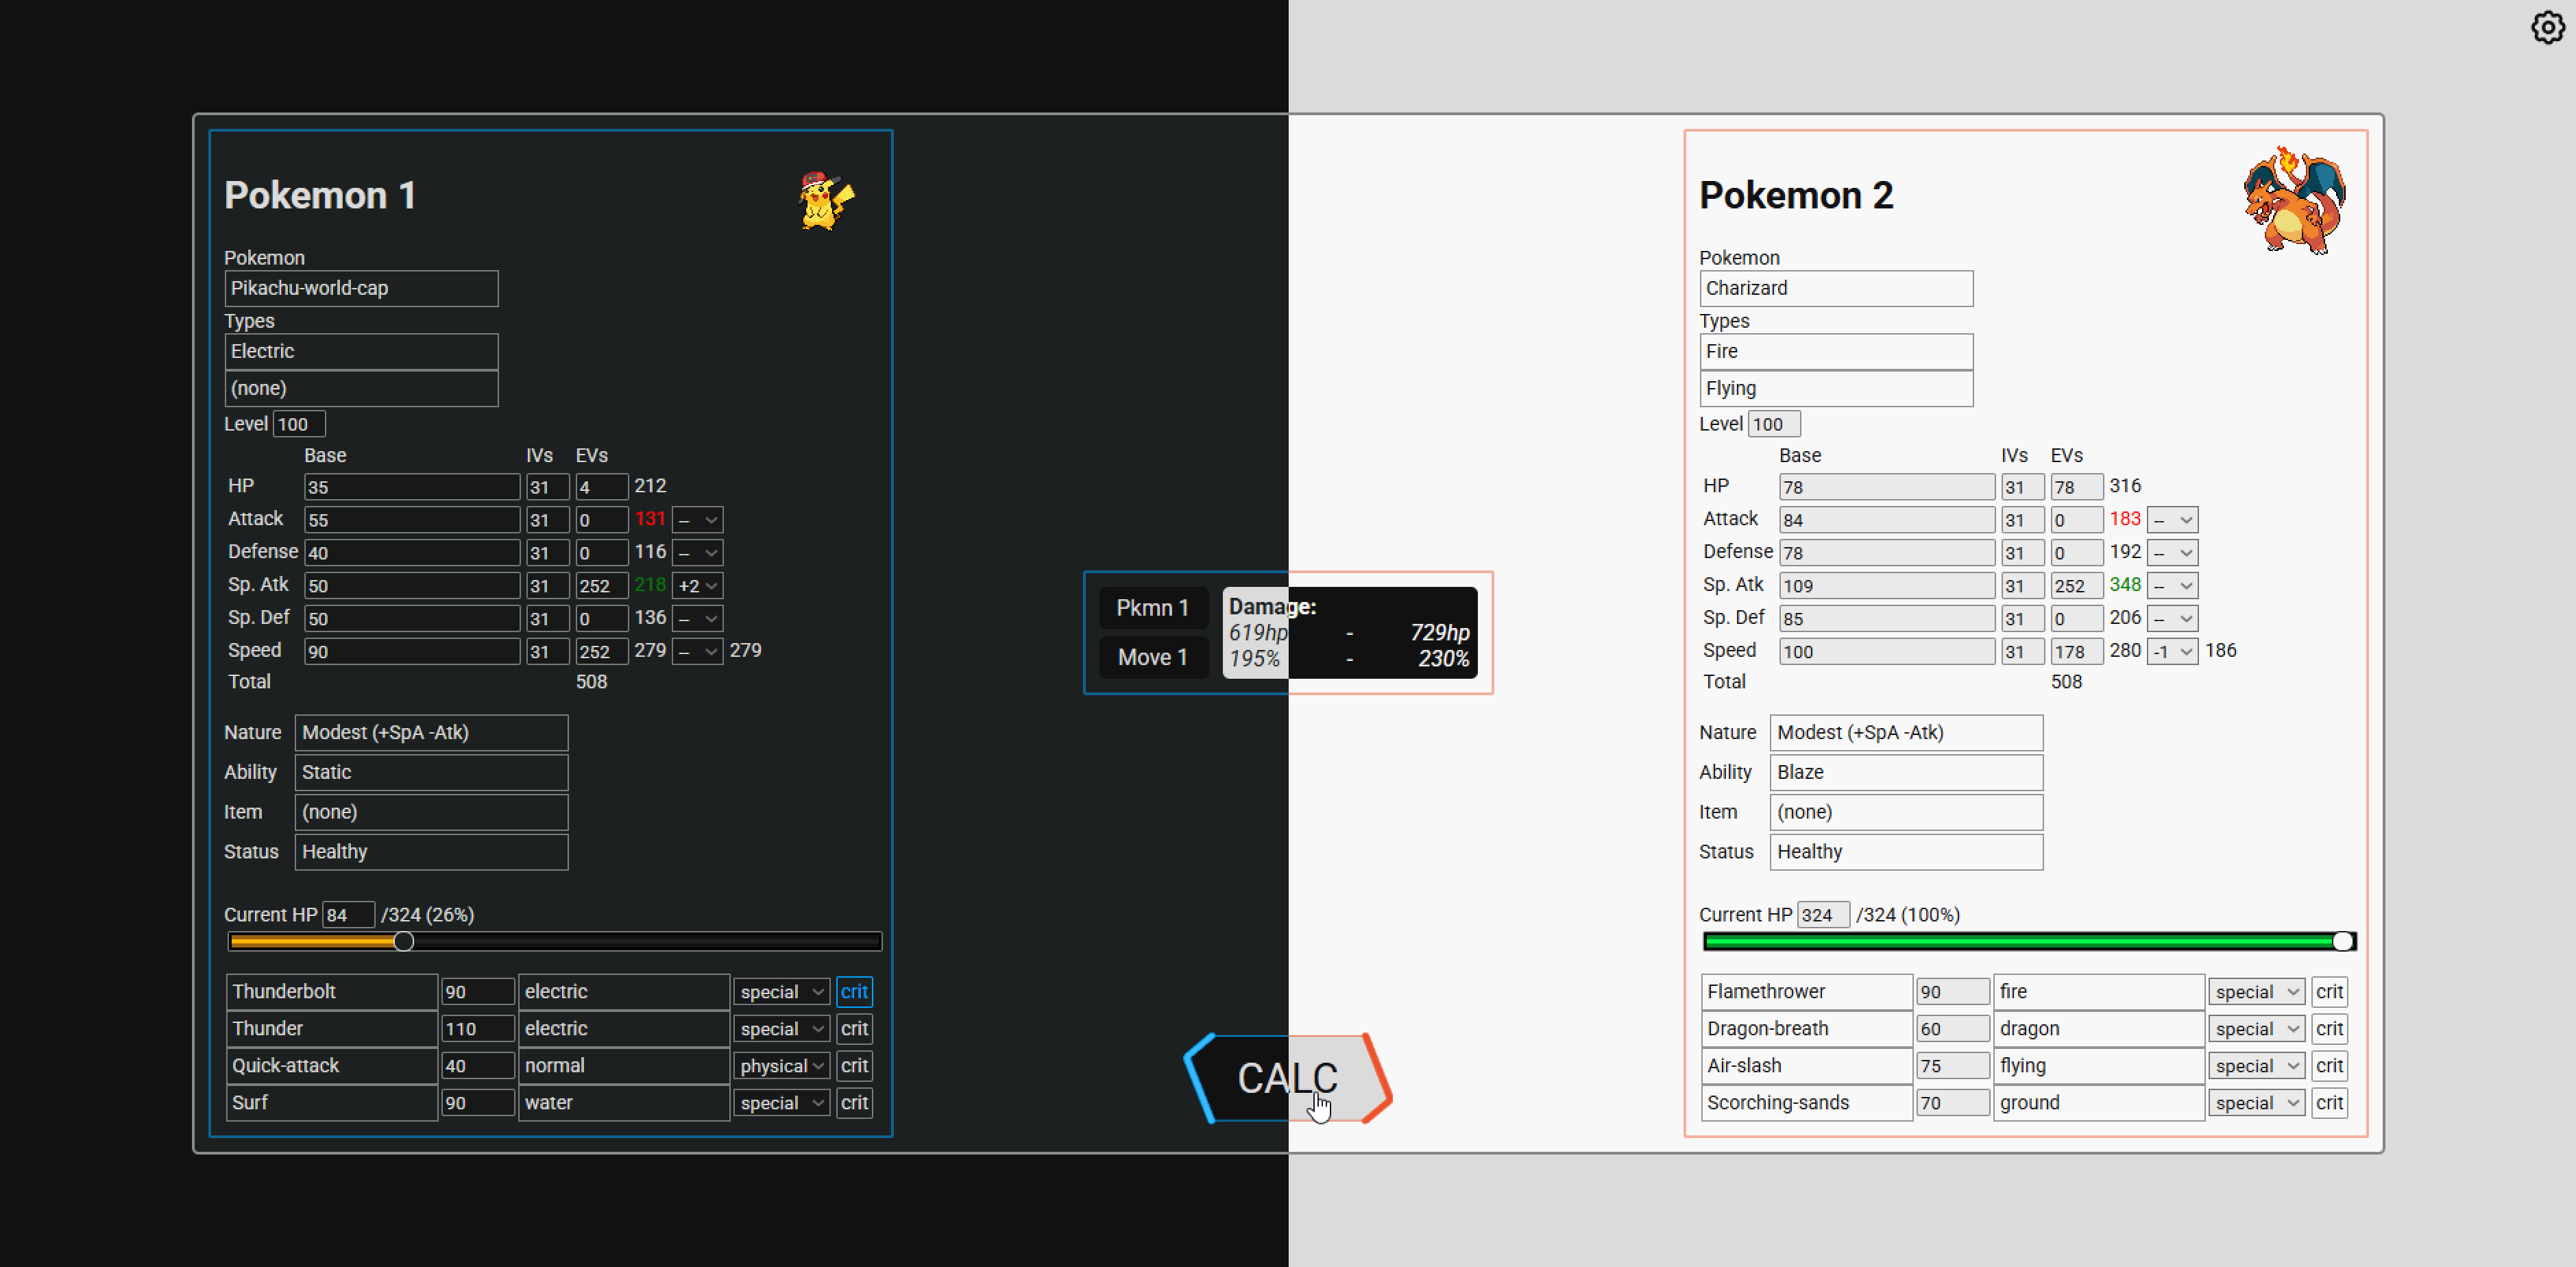 Pokemon 1
Pokemon
Pikachu-world-cap
Types
Electric
(none)
Level 100
Base IVs EVs
HP 35 31 4 212
Attack 55 31 0 131 --
Defense 40 31 0 116 --
Sp. Atk 50 31 252 218 +2
Sp. Def 50 31 0 136 --
Speed 90 31 252 279 -- 279
Total 508
Nature Modest (+SpA -Atk)
Ability Static
Item (none)
Status Healthy
Current HP 84 /324 (26%)
Thunderbolt 90 electric special crit
Thunder 110 electric special crit
Quick-attack 40 normal physical crit
Surf 90 water special crit
Pkmn 1
Move 1
Damage:
619hp - 729hp
195% - 230%
CALC
Pokemon 2
Pokemon
Charizard
Types
Fire
Flying
Level 100
Base IVs EVs
HP 78 31 78 316
Attack 84 31 0 183 --
Defense 78 31 0 192 --
Sp. Atk 109 31 252 348 --
Sp. Def 85 31 0 206 --
Speed 100 31 178 280 -1 186
Total 508
Nature Modest (+SpA -Atk)
Ability Blaze
Item (none)
Status Healthy
Current HP 324 /324 (100%)
Flamethrower 90 fire special crit
Dragon-breath 60 dragon special crit
Air-slash 75 flying special crit
Scorching-sands 70 ground special crit